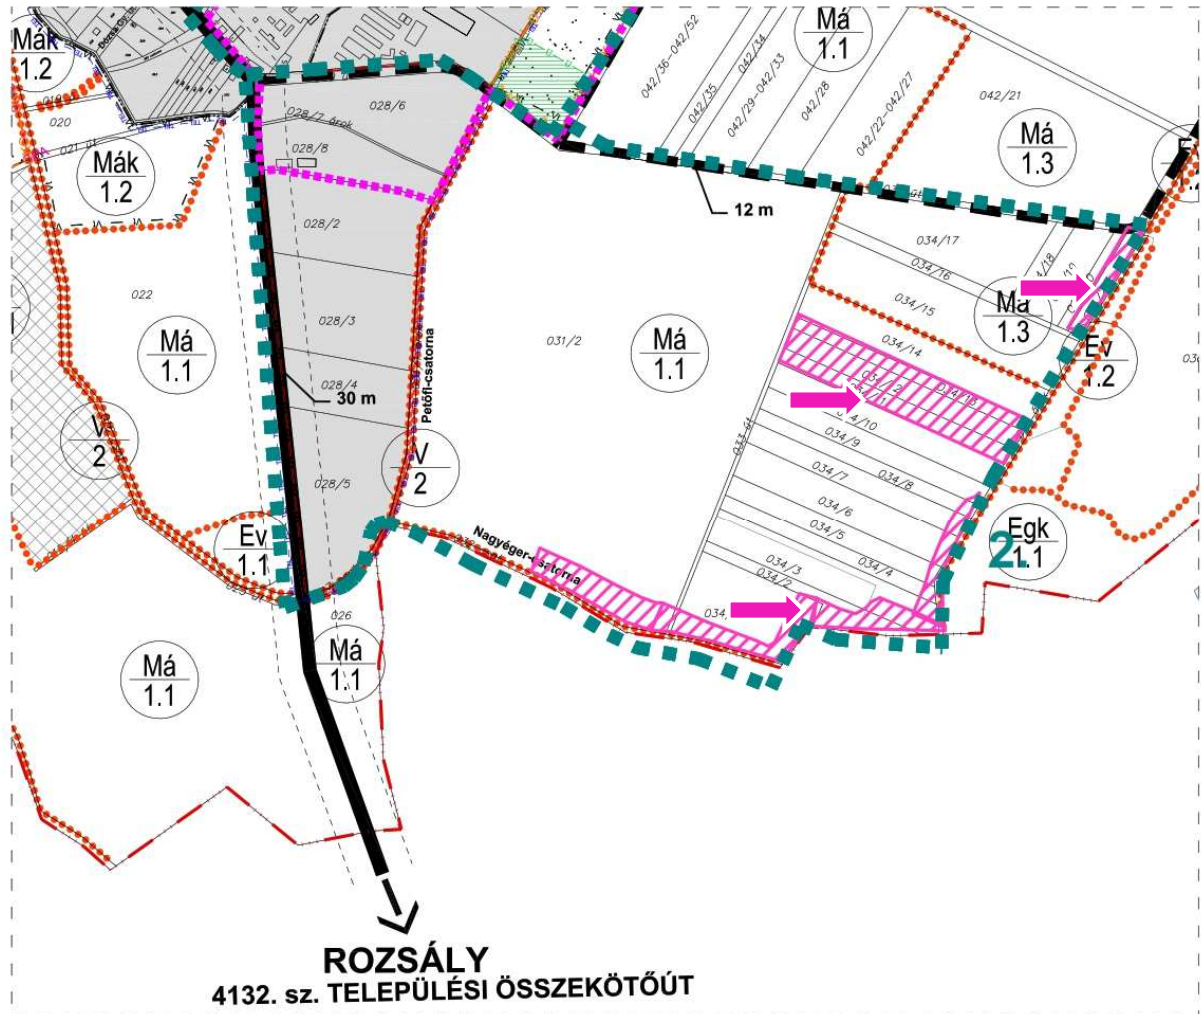 Mák
1.2
020
021 út
Mák
1.2
022
Má
1.1
V
2
Ev
1.1
Má
1.1
028/6
028/7 árok
028/8
028/2
028/3
028/4
30 m
028/5
Petőfi-csatorna
V
2
026
Má
1.1
042/36-042/52
042/35
042/34
042/29-042/33
042/28
Má
1.1
042/22-042/27
042/21
Má
1.3
12 m
031/2
Má
1.1
033 út
034/17
034/16
034/15
Má
1.3
034/14
034/10
034/9
034/8
034/7
034/6
034/5
034/4
034/3
034/2
Ev
1.2
Egk
1.1
2.
Nagyéger-csatorna
ROZSÁLY
4132. sz. TELEPÜLÉSI ÖSSZEKÖTŐÚT